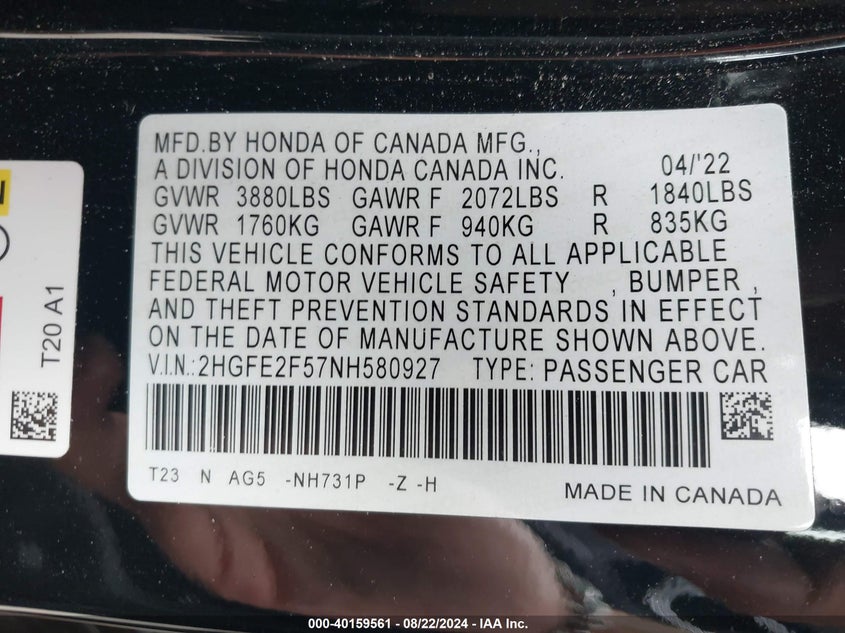 MFD.BY HONDA OF CANADA MFG.,
A DIVISION OF HONDA CANADA INC. 04/'22
GVWR 3880LBS GAWR F 2072LBS R 1840LBS
GVWR 1760KG GAWR F 940KG R 835KG
THIS VEHICLE CONFORMS TO ALL APPLICABLE
FEDERAL MOTOR VEHICLE SAFETY , BUMPER ,
AND THEFT PREVENTION STANDARDS IN EFFECT
ON THE DATE OF MANUFACTURE SHOWN ABOVE.
V.I.N.:2HGFE2F57NH580927 TYPE: PASSENGER CAR
T23 N AG5 -NH731P -Z -H
MADE IN CANADA
T20 A1
000-40159561 - 08/22/2024 - IAA Inc.